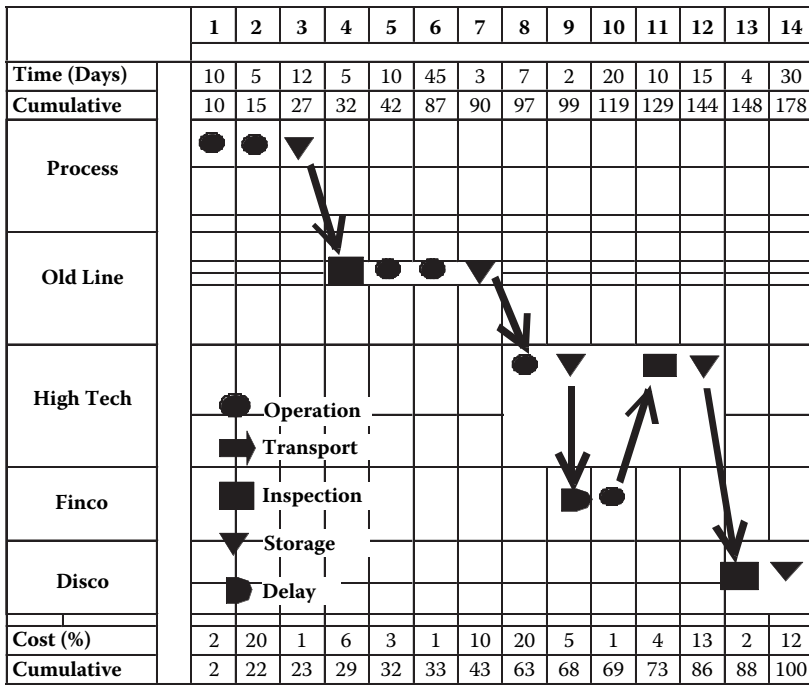 1 2 3 4 5 6 7 8 9 10 11 12 13 14
Time (Days) 10 5 12 5 10 45 3 7 2 20 10 15 4 30
Cumulative 10 15 27 32 42 87 90 97 99 119 129 144 148 178
Process
Old Line
High Tech
Operation
Transport
Finco
Inspection
Storage
Disco
Delay
Cost (%) 2 20 1 6 3 1 10 20 5 1 4 13 2 12
Cumulative 2 22 23 29 32 33 43 63 68 69 73 86 88 100